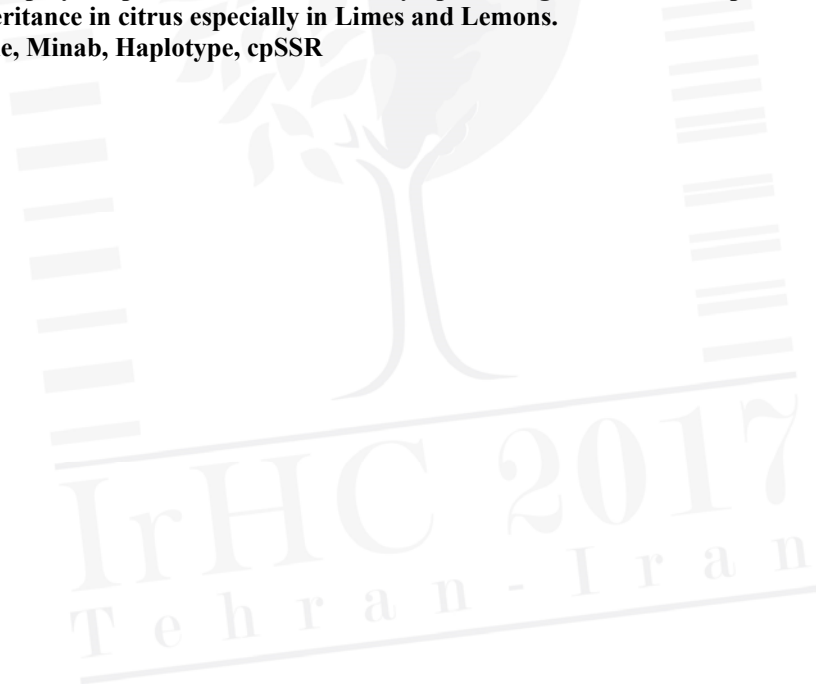 eritance in citrus especially in Limes and Lemons.
e, Minab, Haplotype, cpSSR
IrHC 2017
Tehran - Iran